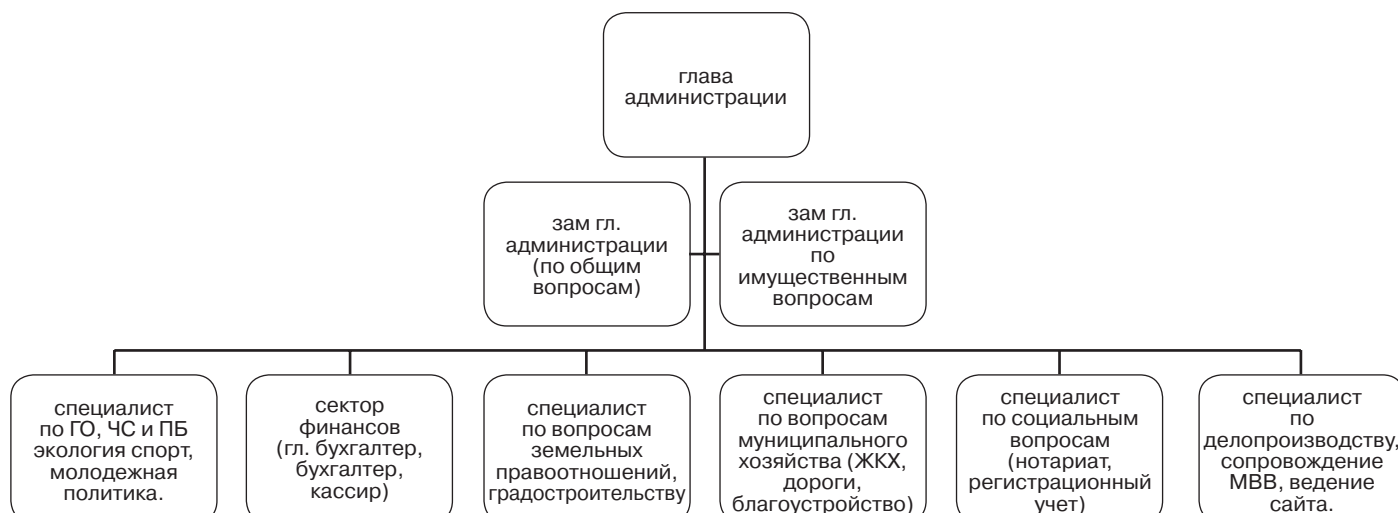 глава
администрации
зам гл.
администрации
(по общим
вопросам)
зам гл.
администрации
по
имущественным
вопросам
специалист
по ГО, ЧС и ПБ
экология спорт,
молодежная
политика.
сектор
финансов
(гл. бухгалтер,
бухгалтер,
кассир)
специалист
по вопросам
земельных
правоотношений,
градостроительству
специалист
по вопросам
муниципального
хозяйства (ЖКХ,
дороги,
благоустройство)
специалист
по социальным
вопросам
(нотариат,
регистрационный
учет)
специалист
по
делопроизводству,
сопровождение
МВВ, ведение
сайта.